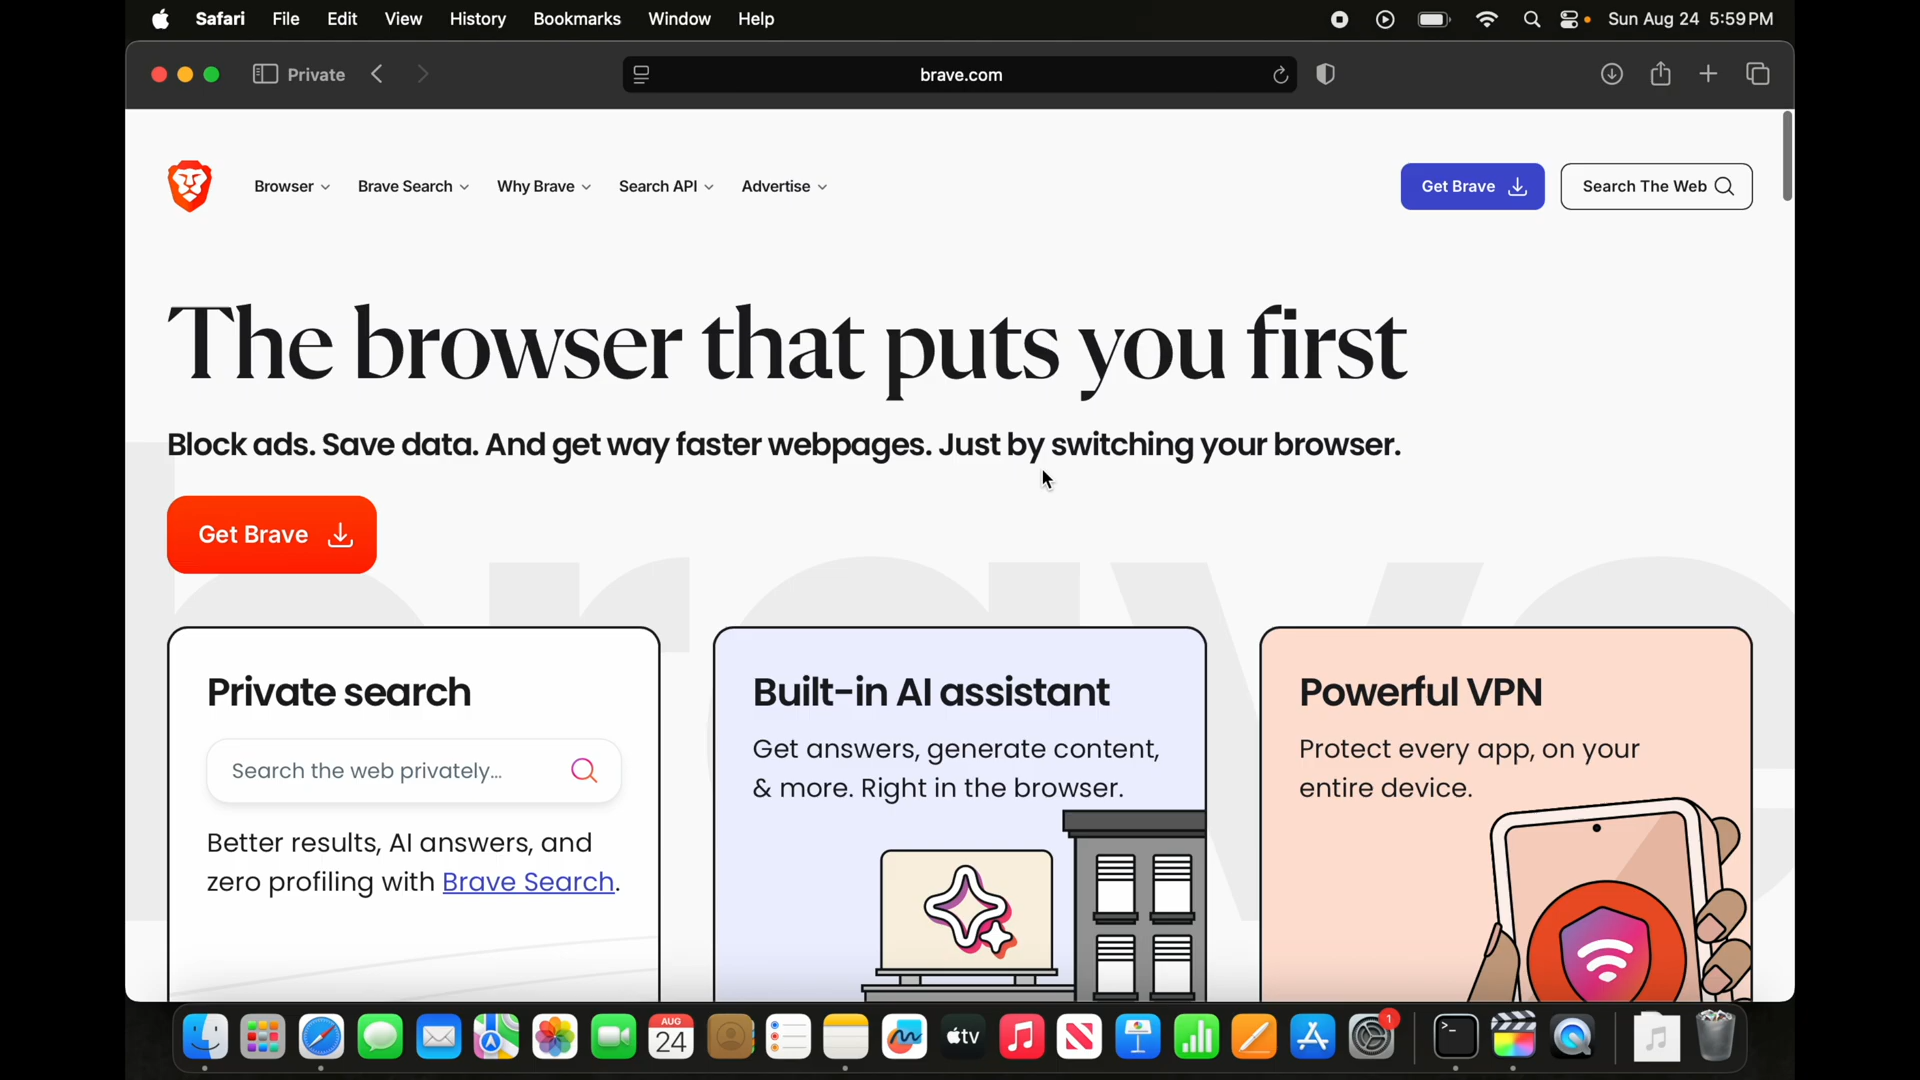 Safari File Edit View History Bookmarks Window Help Sun Aug 24 5:59 PM
Private brave.com
Browser Brave Search Why Brave Search API Advertise Get Brave Search The Web
The browser that puts you first
Block ads. Save data. And get way faster webpages. Just by switching your browser.
Get Brave
brave
Private search
Search the web privately...
Better results, AI answers, and
zero profiling with Brave Search.
Built-in AI assistant
Get answers, generate content,
& more. Right in the browser.
Powerful VPN
Protect every app, on your
entire device.
AUG
24
tv
1
>_